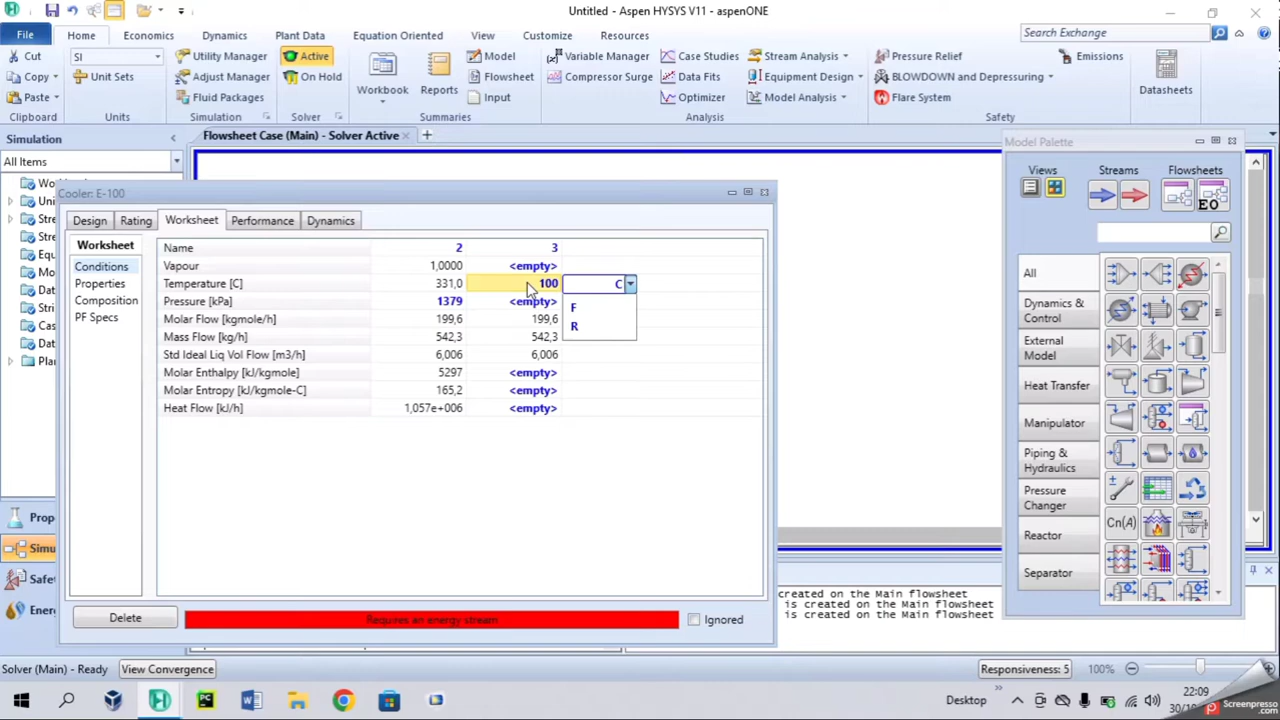 Untitled - Aspen HYSYS V11 - aspenONE
File Home Economics Dynamics Plant Data Equation Oriented View Customize Resources Search Exchange
Cut SI Utility Manager Active Model Variable Manager Case Studies Stream Analysis Pressure Relief Emissions
Copy Unit Sets Adjust Manager On Hold Workbook Reports Flowsheet Compressor Surge Data Fits Equipment Design BLOWDOWN and Depressuring Datasheets
Paste Fluid Packages Input Optimizer Model Analysis Flare System
Clipboard Units Simulation Solver Summaries Analysis Safety
Simulation Flowsheet Case (Main) - Solver Active Model Palette
All Items
Views Streams Flowsheets
EO
Cooler: E-100
Design Rating Worksheet Performance Dynamics
Worksheet
Conditions
Properties
Composition
PF Specs
Name 2 3
Vapour 1,0000 <empty>
Temperature [C] 331,0 100 C
Pressure [kPa] 1379 <empty> F
R
Molar Flow [kgmole/h] 199,6 199,6
Mass Flow [kg/h] 542,3 542,3
Std Ideal Liq Vol Flow [m3/h] 6,006 6,006
Molar Enthalpy [kJ/kgmole] 5297 <empty>
Molar Entropy [kJ/kgmole-C] 165,2 <empty>
Heat Flow [kJ/h] 1,057e+006 <empty>
Delete Requires an energy stream Ignored
All
Dynamics & Control
External Model
Heat Transfer
Manipulator
Piping & Hydraulics
Pressure Changer
Reactor
Separator
Cn(A)
created on the Main flowsheet
is created on the Main flowsheet
is created on the Main flowsheet
Solver (Main) - Ready View Convergence Responsiveness: 5 100%
Desktop 22:09
Screenpresso
.com